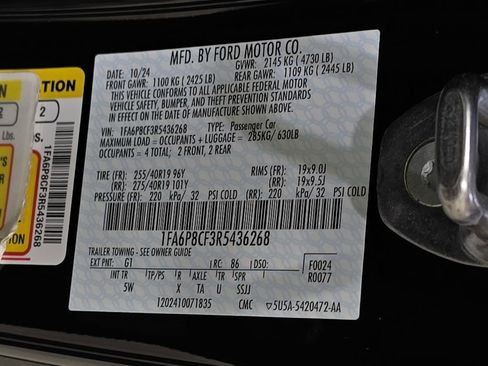 MFD. BY FORD MOTOR CO.
10/24 GVWR: 2145 KG ( 4730 LB)
FRONT GAWR: 1100 KG ( 2425 LB) REAR GAWR: 1109 KG ( 2445 LB)
THIS VEHICLE CONFORMS TO ALL APPLICABLE FEDERAL MOTOR
VEHICLE SAFETY, BUMPER, AND THEFT PREVENTION STANDARDS
IN EFFECT ON THE DATE OF MANUFACTURE SHOWN ABOVE.
VIN: 1FA6P8CF3R5436268 TYPE: Passenger Car
MAXIMUM LOAD = OCCUPANTS + LUGGAGE = 285KG/ 630LB
OCCUPANTS = 4 TOTAL; 2 FRONT, 2 REAR
TIRE (FR): 255/40R19 96Y RIMS (FR): 19x9.0J
(RR): 275/40R19 101Y (RR): 19x9.5J
PRESSURE (FR): 220 kPa/ 32 PSI COLD (RR): 220 kPa/ 32 PSI COLD
1FA6P8CF3R5436268
TRAILER TOWING - SEE OWNER GUIDE
EXT PNT: G1 RC: B6 DSO: F0024
R0077
INT TR TP/PS R AXLE TR SPR
5W X TA U SSJJ
1202410071835 CMC 5U5A-5420472-AA
2
Lbs.
1FA6P8CF3R5436268